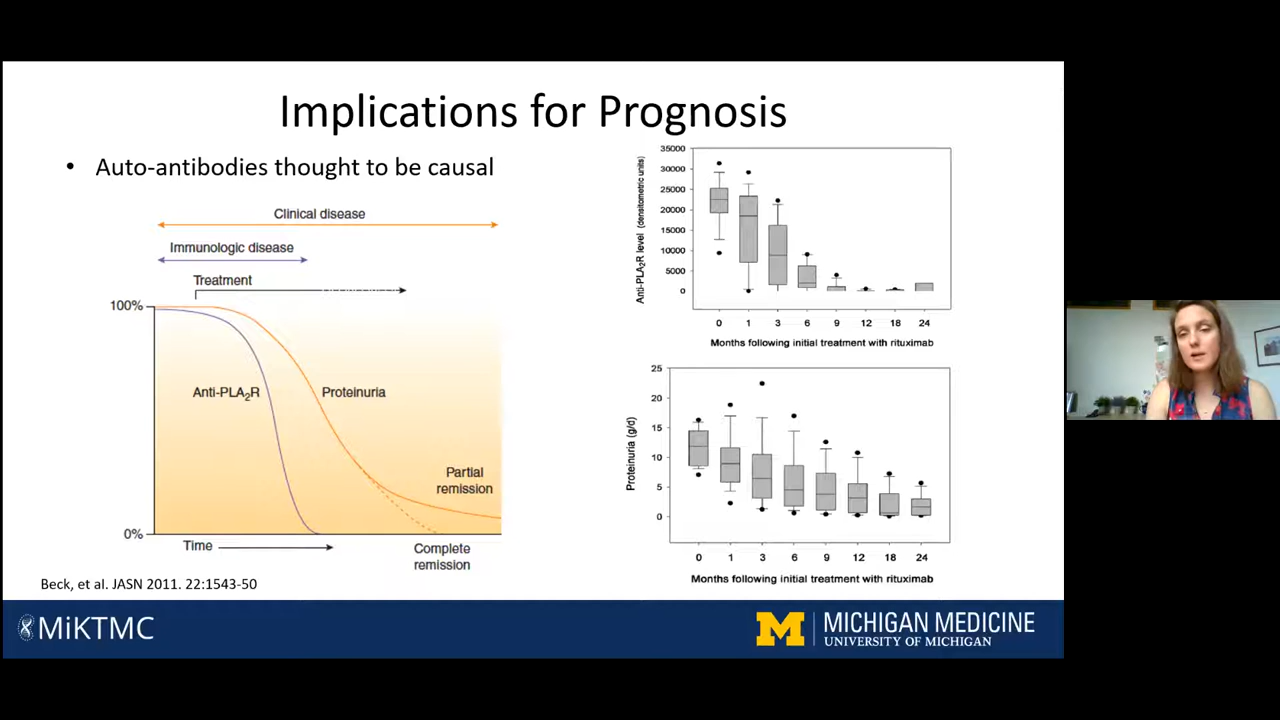 Implications for Prognosis
• Auto-antibodies thought to be causal
Clinical disease
Immunologic disease
Treatment
100%
Anti-PLA₂R
Proteinuria
Partial
remission
0%
Time
Complete
remission
Beck, et al. JASN 2011. 22:1543-50
Anti-PLA₂R level (densitometric units)
35000
30000
25000
20000
15000
10000
5000
0
0 1 3 6 9 12 18 24
Months following initial treatment with rituximab
Proteinuria (g/d)
25
20
15
10
5
0
0 1 3 6 9 12 18 24
Months following initial treatment with rituximab
MiKTMC
M
MICHIGAN MEDICINE
UNIVERSITY OF MICHIGAN